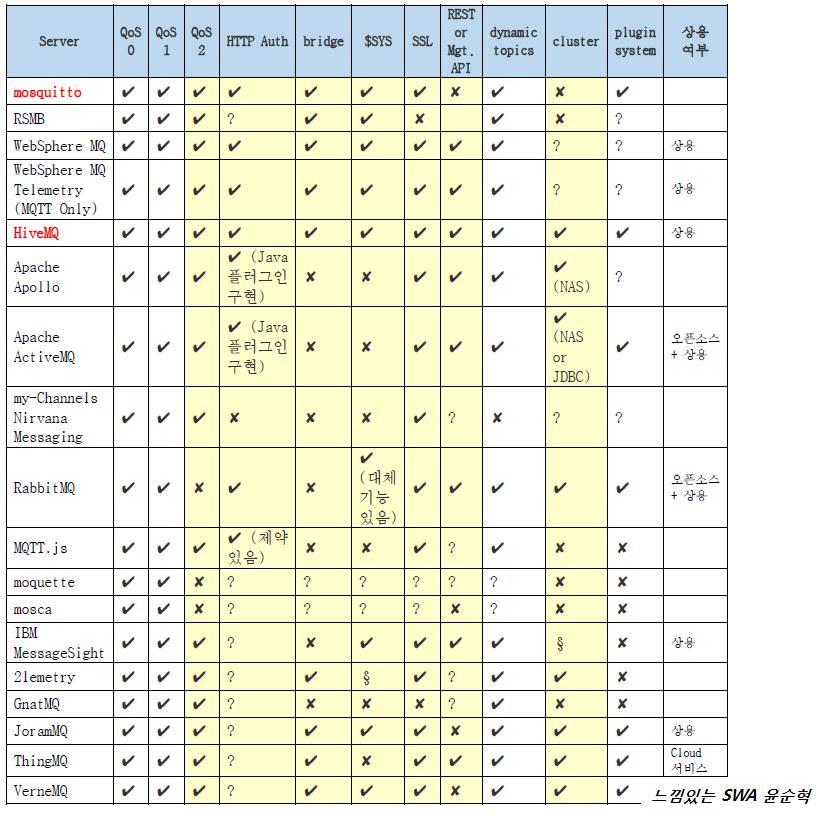 Server QoS 0 QoS 1 QoS 2 HTTP Auth bridge $SYS SSL REST or Mgt. API dynamic topics cluster plugin system 상용 여부
mosquitto ✔ ✔ ✔ ✔ ✔ ✔ ✔ ✘ ✔ ✘ ✔
RSMB ✔ ✔ ✔ ? ✔ ✔ ✘ ✔ ✘ ?
WebSphere MQ ✔ ✔ ✔ ✔ ✔ ✔ ✔ ✔ ✔ ? ? 상용
WebSphere MQ Telemetry (MQTT Only) ✔ ✔ ✔ ✔ ✔ ✔ ✔ ✔ ✔ ? ? 상용
HiveMQ ✔ ✔ ✔ ✔ ✔ ✔ ✔ ✔ ✔ ✔ ✔ 상용
Apache Apollo ✔ ✔ ✔ ✔ (Java 플러그인 구현) ✘ ✘ ✔ ✔ ✔ ✔ (NAS) ?
Apache ActiveMQ ✔ ✔ ✔ ✔ (Java 플러그인 구현) ✘ ✘ ✔ ✔ ✔ ✔ (NAS or JDBC) ✔ 오픈소스 + 상용
my-Channels Nirvana Messaging ✔ ✔ ✔ ✘ ✘ ✘ ✔ ? ✘ ? ?
RabbitMQ ✔ ✔ ✘ ✔ ✘ ✔ (대체 기능 있음) ✔ ✔ ✔ ✔ ✔ 오픈소스 + 상용
MQTT.js ✔ ✔ ✔ ✔ (제약 있음) ✘ ✘ ✔ ? ✔ ✘ ✘
moquette ✔ ✔ ✘ ? ? ? ? ? ? ✘ ✘
mosca ✔ ✔ ✘ ? ? ? ? ✘ ? ✘ ✘
IBM MessageSight ✔ ✔ ✔ ? ✘ ✔ ✔ ✔ ✔ § ✘ 상용
2lemetry ✔ ✔ ✔ ? ✔ § ✔ ? ✔ ✔ ✘
GnatMQ ✔ ✔ ✔ ? ✘ ✘ ✘ ? ✔ ✘ ✘
JoramMQ ✔ ✔ ✔ ? ✔ ✔ ✔ ✘ ✔ ✔ ✔ 상용
ThingMQ ✔ ✔ ✔ ? ✔ ✘ ✔ ✔ ✔ ✔ ✔ Cloud 서비스
VerneMQ ✔ ✔ ✔ ? ✔ ✔ ✔ ✘ ✔ ✔ ✔
느낌있는 SWA 윤순혁